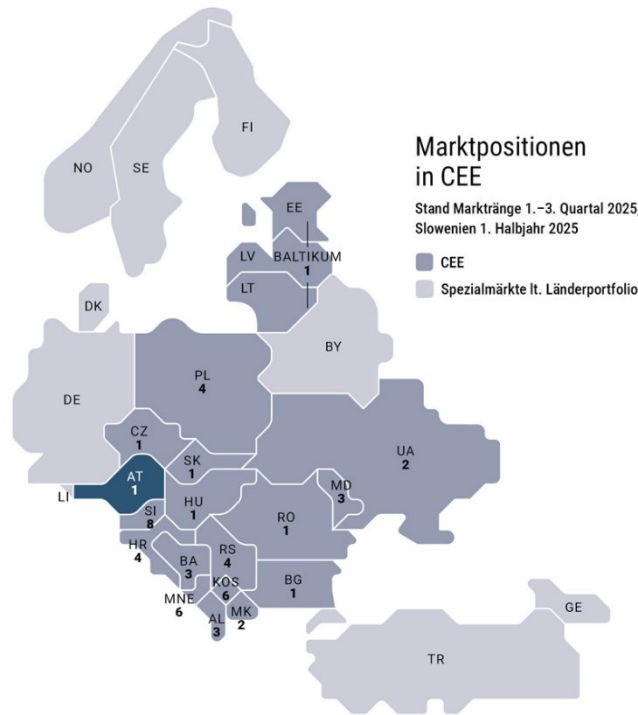 FI
NO
SE
Marktpositionen
in CEE
Stand Marktränge 1.–3. Quartal 2025,
Slowenien 1. Halbjahr 2025
CEE
Spezialmärkte lt. Länderportfolio
EE
LV
BALTIKUM
1
LT
DK
BY
PL
4
DE
CZ
1
UA
2
SK
1
AT
1
MD
3
LI
HU
1
SI
8
RO
1
HR
4
RS
4
BA
3
KOS
6
BG
1
MNE
6
AL
3
MK
2
GE
TR